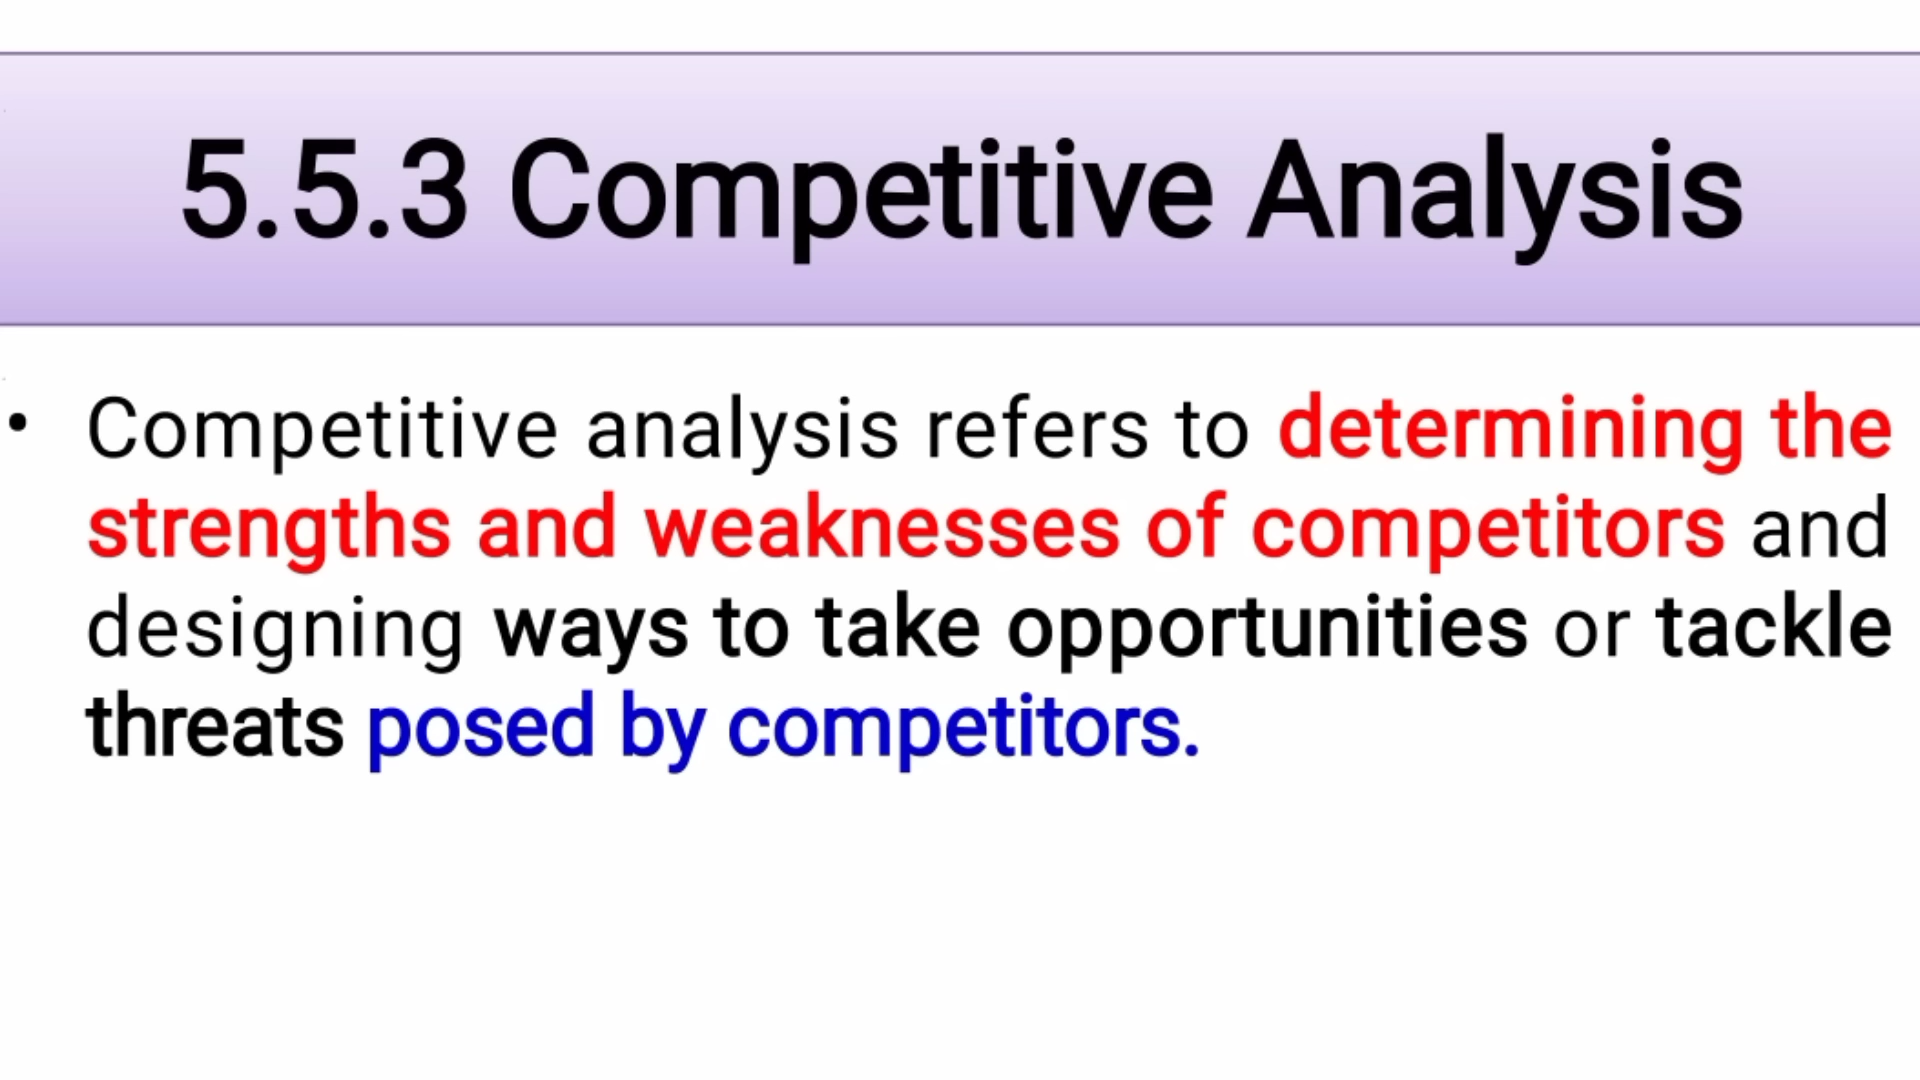 5.5.3 Competitive Analysis
• Competitive analysis refers to determining the
strengths and weaknesses of competitors and
designing ways to take opportunities or tackle
threats posed by competitors.